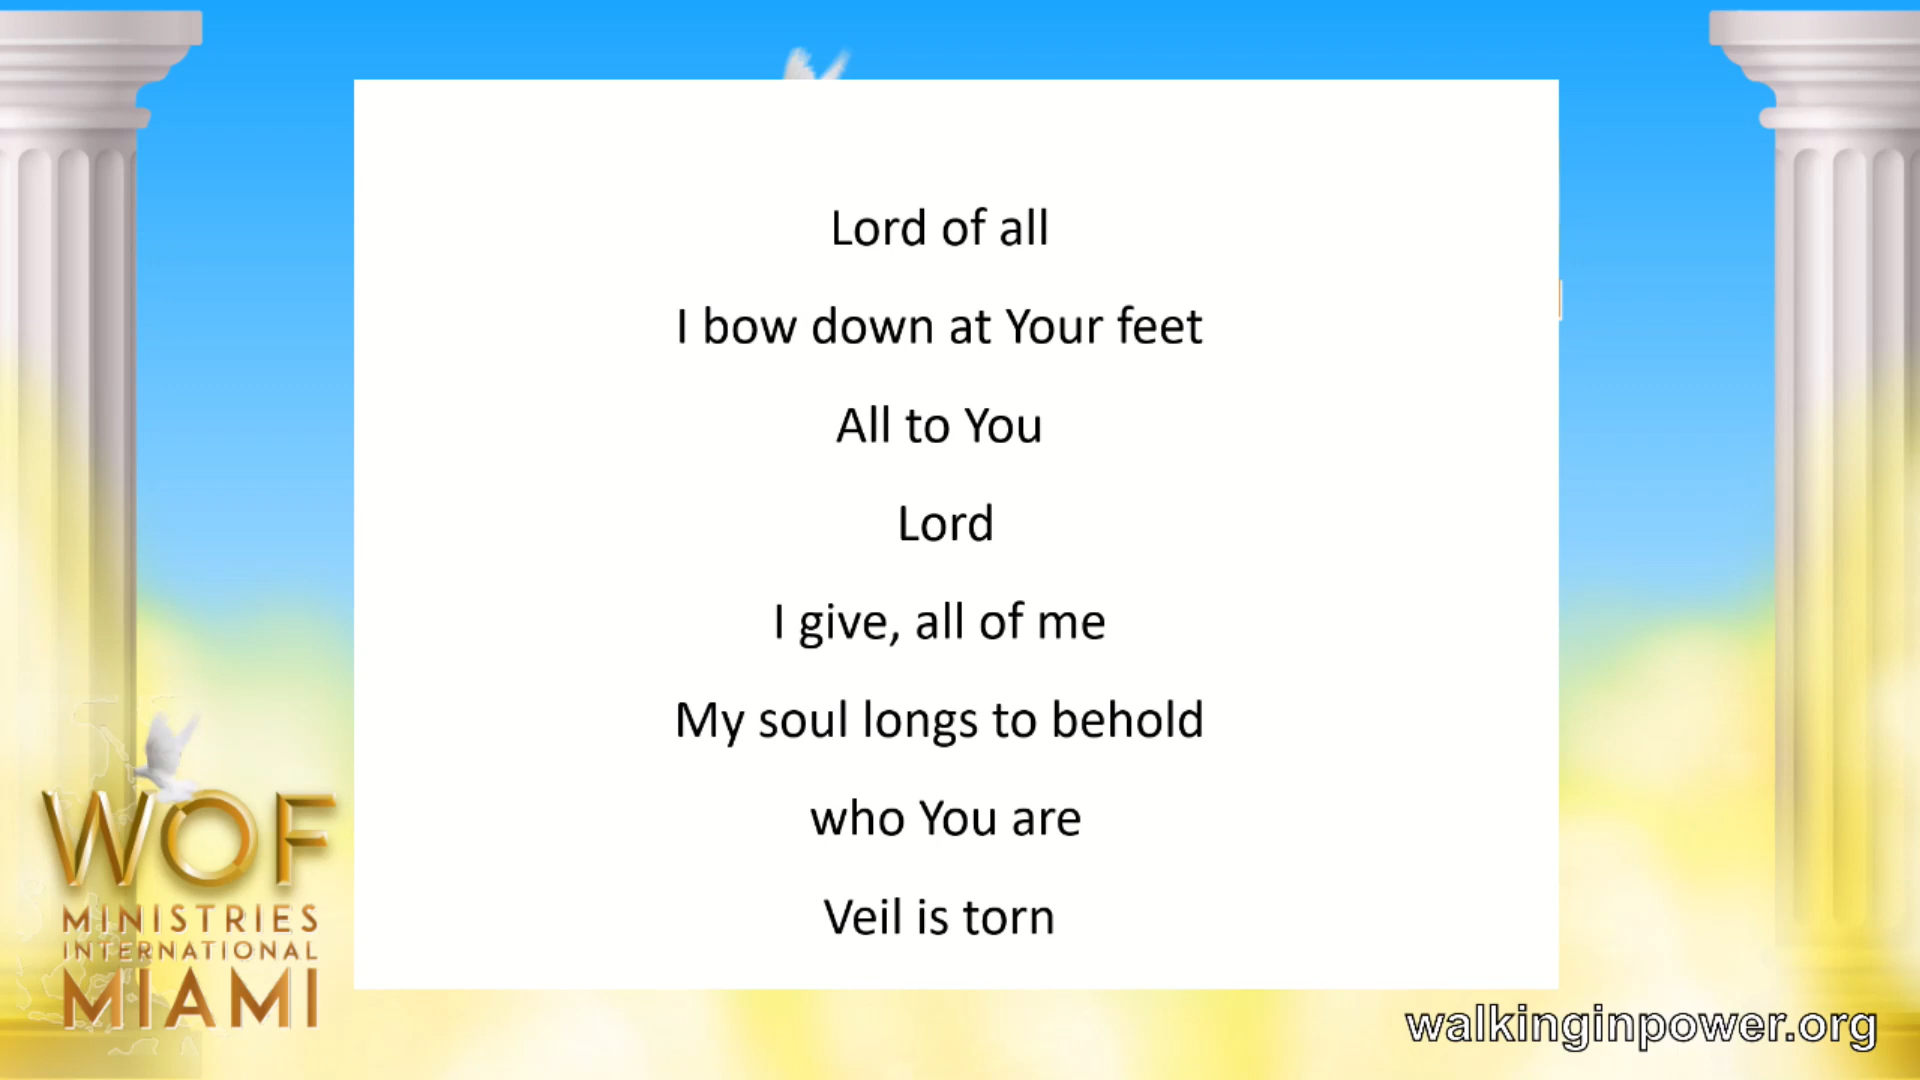 Lord of all
I bow down at Your feet
All to You
Lord
I give, all of me
My soul longs to behold
who You are
Veil is torn
WOF
MINISTRIES
INTERNATIONAL
MIAMI
walkinginpower.org